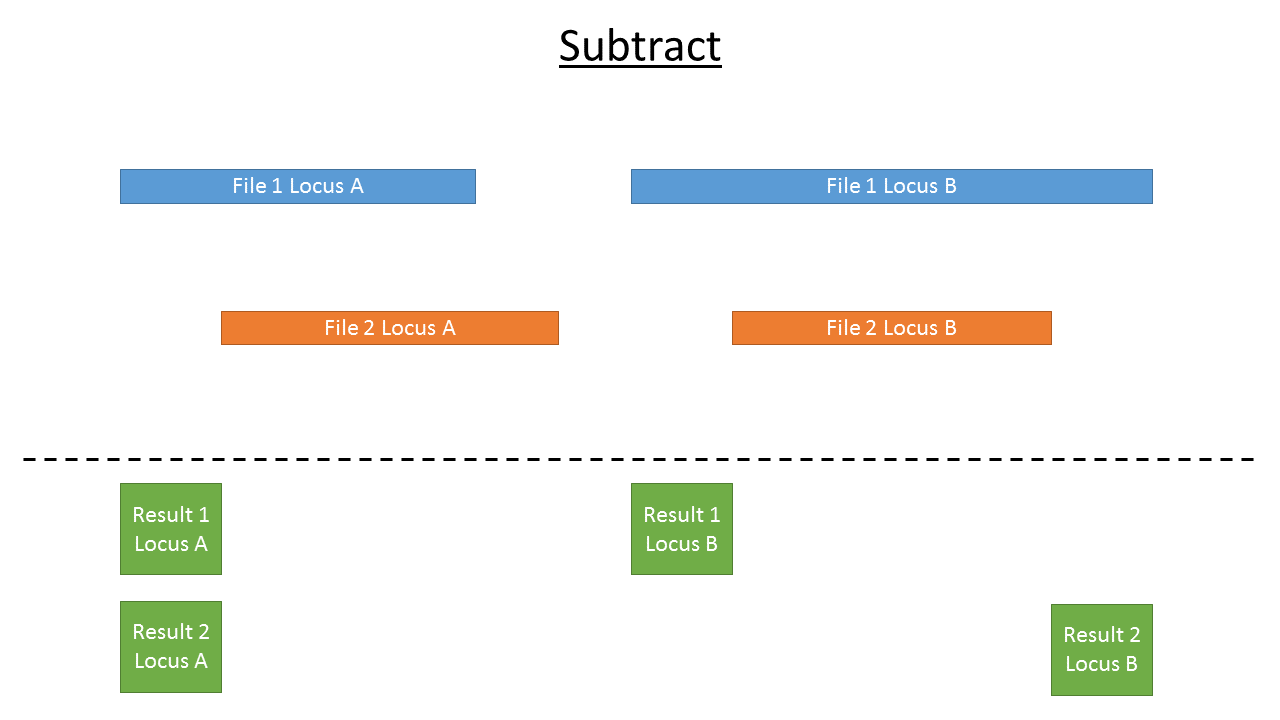 Subtract
File 1 Locus A
File 1 Locus B
File 2 Locus A
File 2 Locus B
Result 1
Locus A
Result 1
Locus B
Result 2
Locus A
Result 2
Locus B